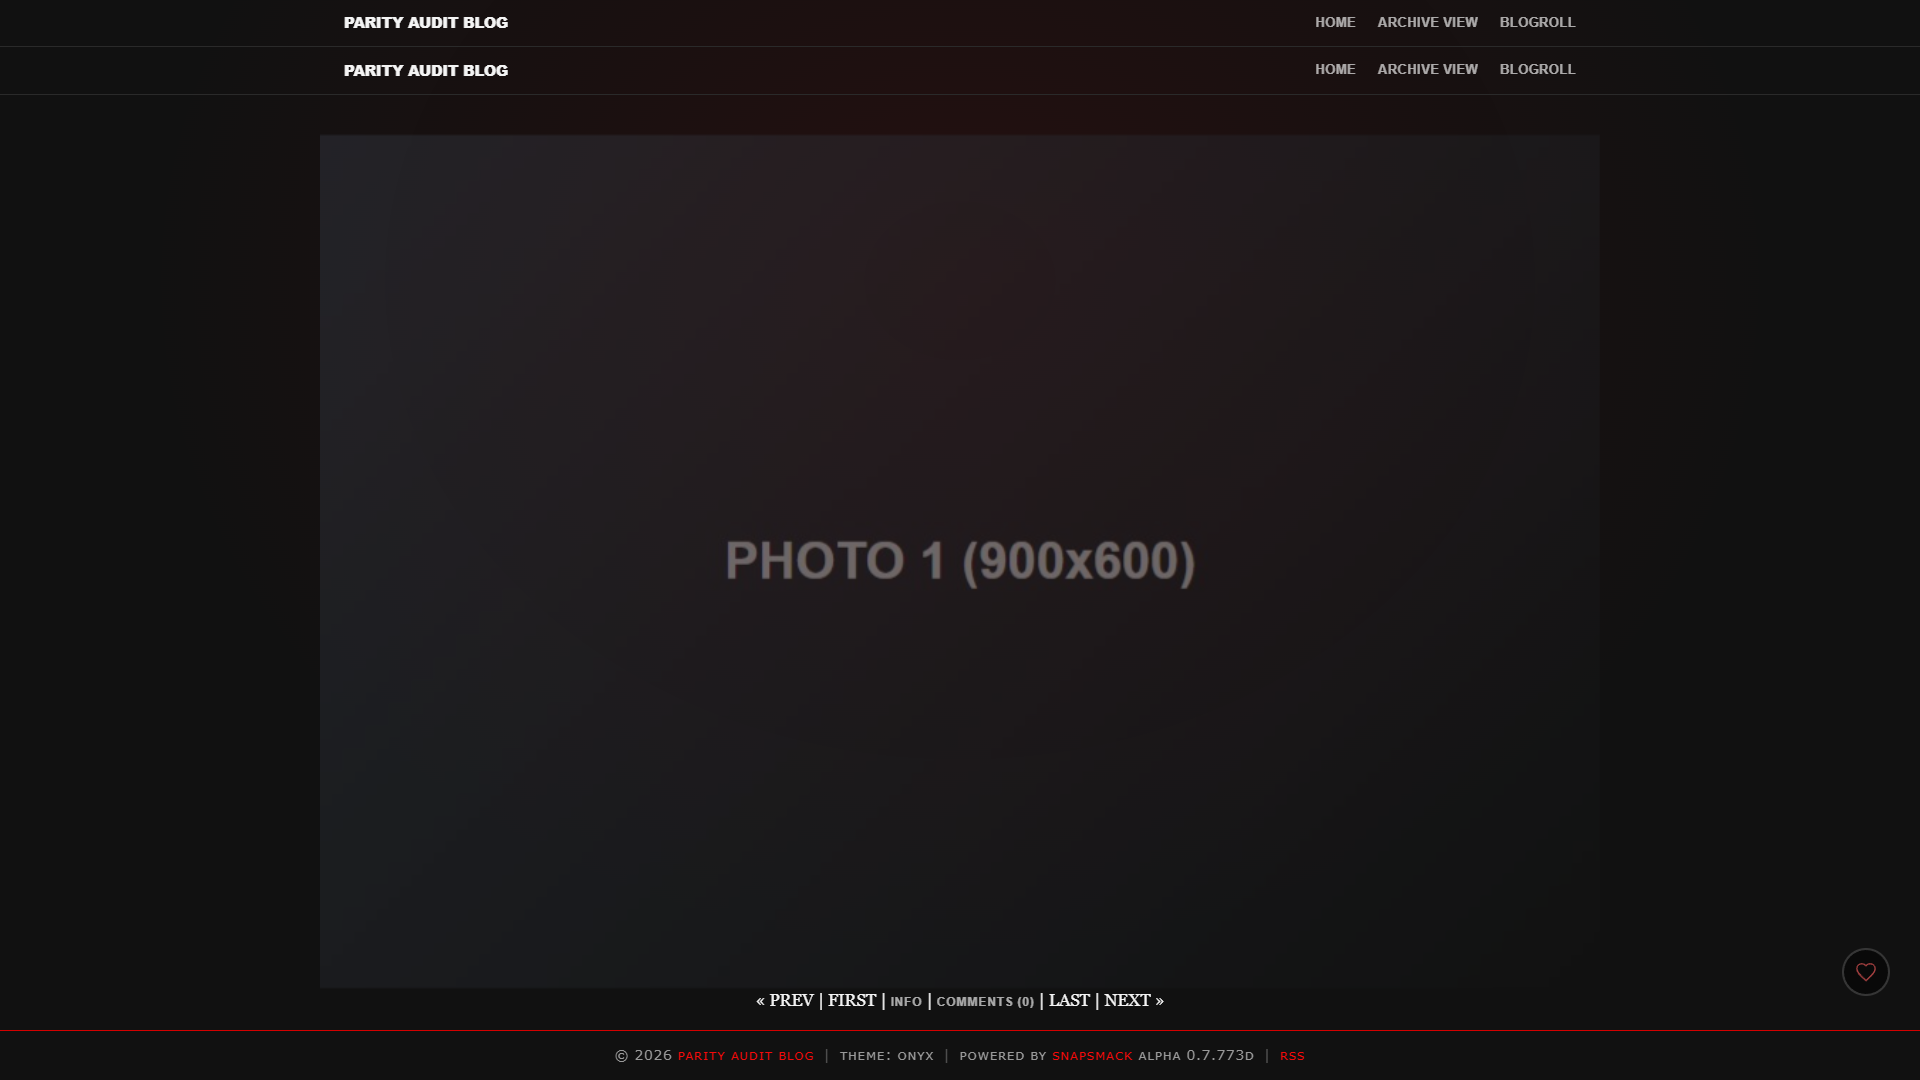 PARITY AUDIT BLOG HOME ARCHIVE VIEW BLOGROLL
PARITY AUDIT BLOG HOME ARCHIVE VIEW BLOGROLL
PHOTO 1 (900x600)
« PREV | FIRST | INFO | COMMENTS (0) | LAST | NEXT »
© 2026 PARITY AUDIT BLOG | THEME: ONYX | POWERED BY SNAPSMACK ALPHA 0.7.773D | RSS